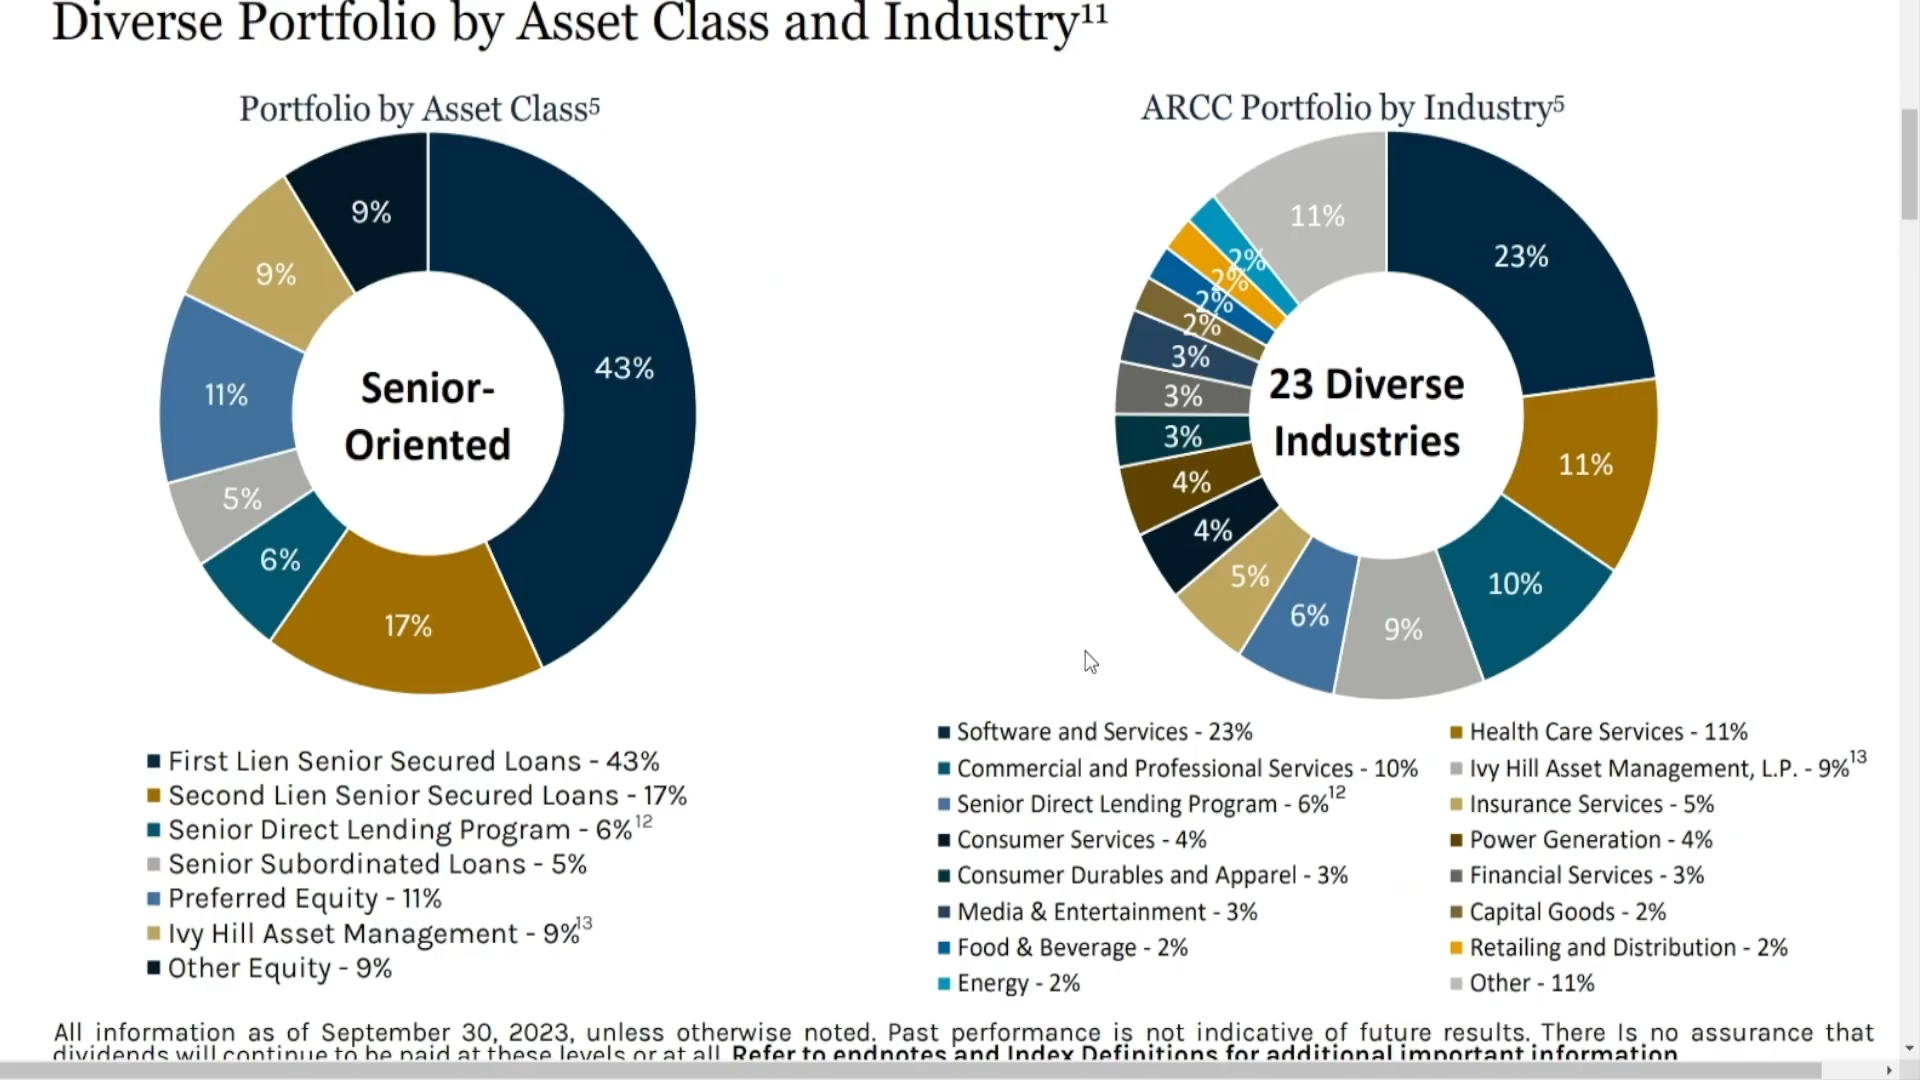 Diverse Portfolio by Asset Class and Industry¹¹
Portfolio by Asset Class⁵
9%
9%
43%
11%
Senior-
Oriented
5%
6%
17%
First Lien Senior Secured Loans - 43%
Second Lien Senior Secured Loans - 17%
Senior Direct Lending Program - 6%¹²
Senior Subordinated Loans - 5%
Preferred Equity - 11%
Ivy Hill Asset Management - 9%¹³
Other Equity - 9%
ARCC Portfolio by Industry⁵
11%
23%
2%
2%
2%
2%
3%
3%
23 Diverse
Industries
3%
11%
4%
4%
5%
10%
6%
9%
Software and Services - 23%
Health Care Services - 11%
Commercial and Professional Services - 10%
Ivy Hill Asset Management, L.P. - 9%¹³
Senior Direct Lending Program - 6%¹²
Insurance Services - 5%
Consumer Services - 4%
Power Generation - 4%
Consumer Durables and Apparel - 3%
Financial Services - 3%
Media & Entertainment - 3%
Capital Goods - 2%
Food & Beverage - 2%
Retailing and Distribution - 2%
Energy - 2%
Other - 11%
All information as of September 30, 2023, unless otherwise noted. Past performance is not indicative of future results. There Is no assurance that
dividends will continue to be paid at these levels or at all. Refer to endnotes and Index Definitions for additional important information.